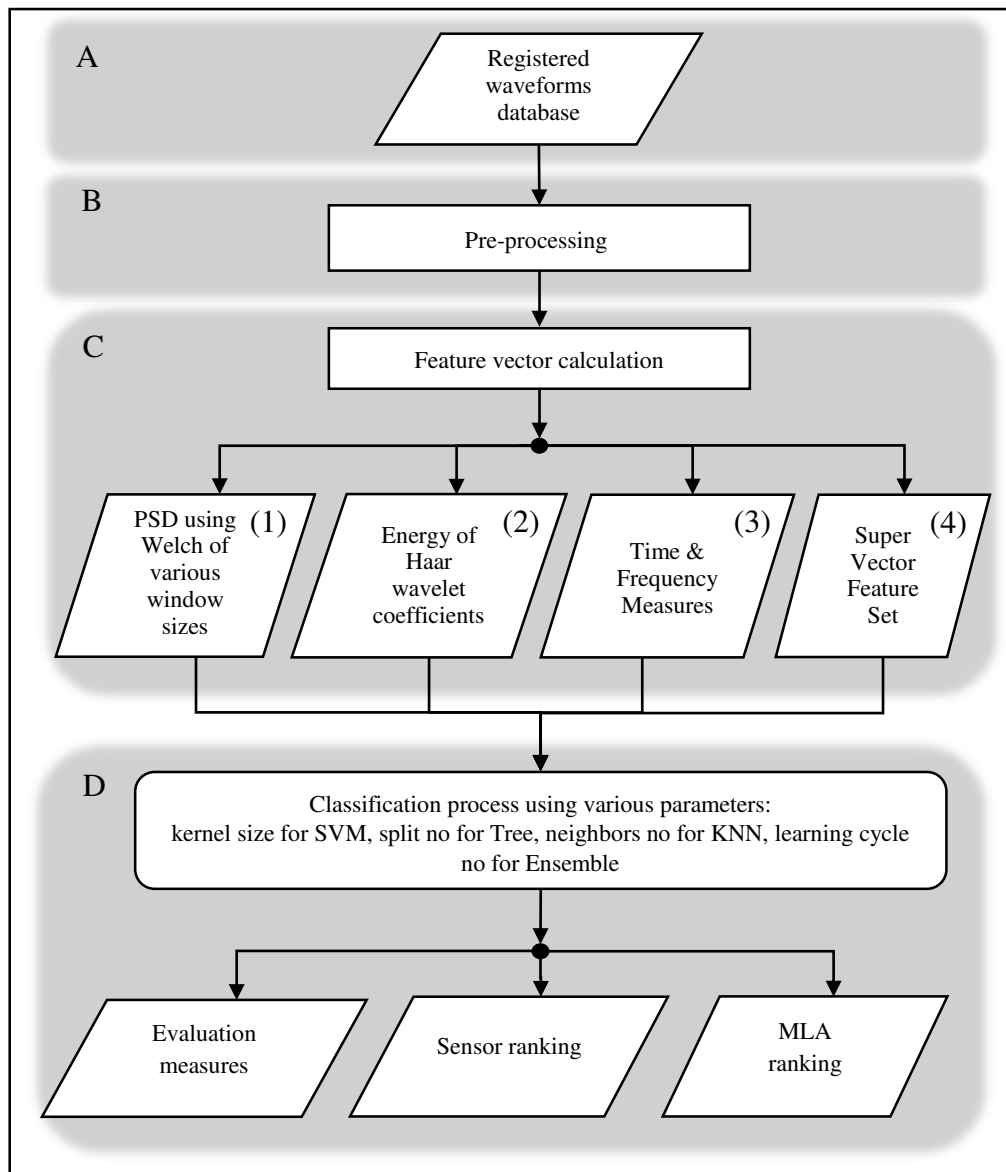 A
Registered
waveforms
database
B
Pre-processing
C
Feature vector calculation
PSD using
Welch of
various
window
sizes
(1)
Energy of
Haar
wavelet
coefficients
(2)
Time &
Frequency
Measures
(3)
Super
Vector
Feature
Set
(4)
D
Classification process using various parameters:
kernel size for SVM, split no for Tree, neighbors no for KNN, learning cycle
no for Ensemble
Evaluation
measures
Sensor ranking
MLA
ranking